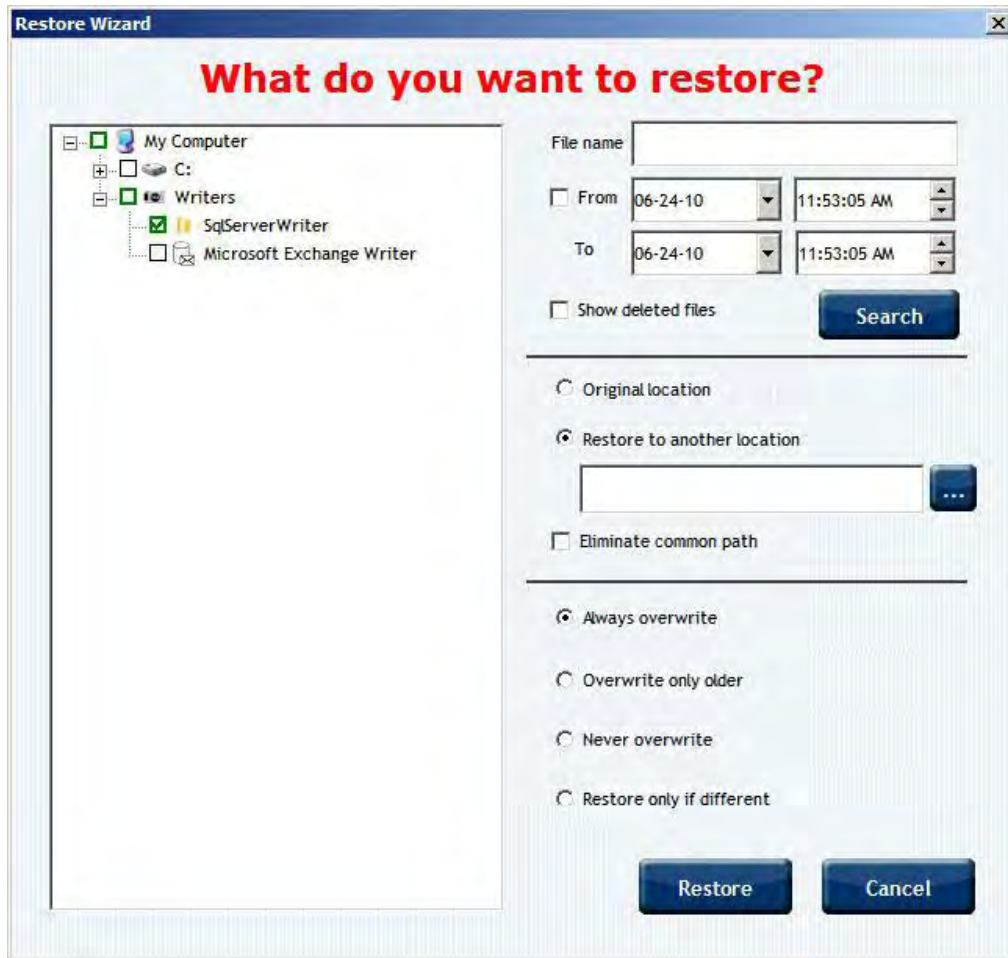 Restore Wizard
What do you want to restore?
My Computer
C:
Writers
SqlServerWriter
Microsoft Exchange Writer
File name
From 06-24-10 11:53:05 AM
To 06-24-10 11:53:05 AM
Show deleted files
Search
Original location
Restore to another location
...
Eliminate common path
Always overwrite
Overwrite only older
Never overwrite
Restore only if different
Restore Cancel